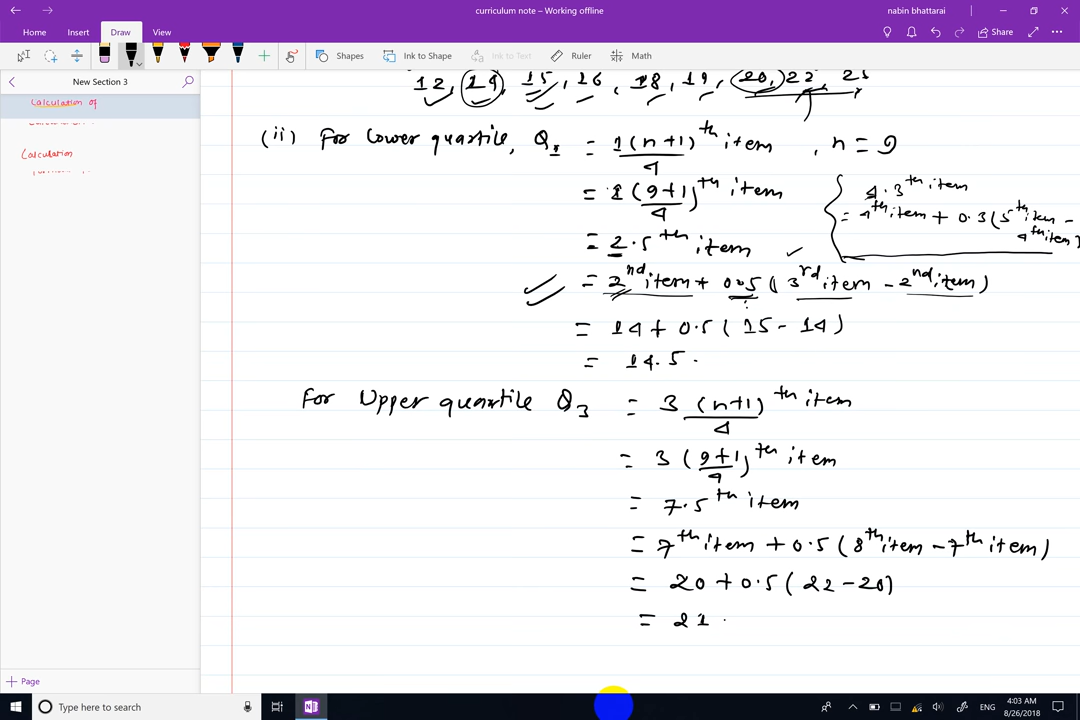 curriculum note – Working offline
nabin bhattarai
Home Insert Draw View
Share
Shapes Ink to Shape Ink to Text Ruler Math
New Section 3
Calculation of
Calculation
12, 14, 15, 16, 18, 19, 20, 22, 25
(ii) For lower quartile, Q1 = 1(n+1)/4 th item, n = 9
= 1(9+1)/4 th item
= 2.5th item
4.3th item
= 4th item + 0.3(5th item - 4th item)
= 2nd item + 0.5(3rd item - 2nd item)
= 14 + 0.5(15 - 14)
= 14.5.
For Upper quartile Q3 = 3(n+1)/4 th item
= 3(9+1)/4 th item
= 7.5th item
= 7th item + 0.5(8th item - 7th item)
= 20 + 0.5(22-20)
= 21.
Page
Type here to search
4:03 AM
8/26/2018